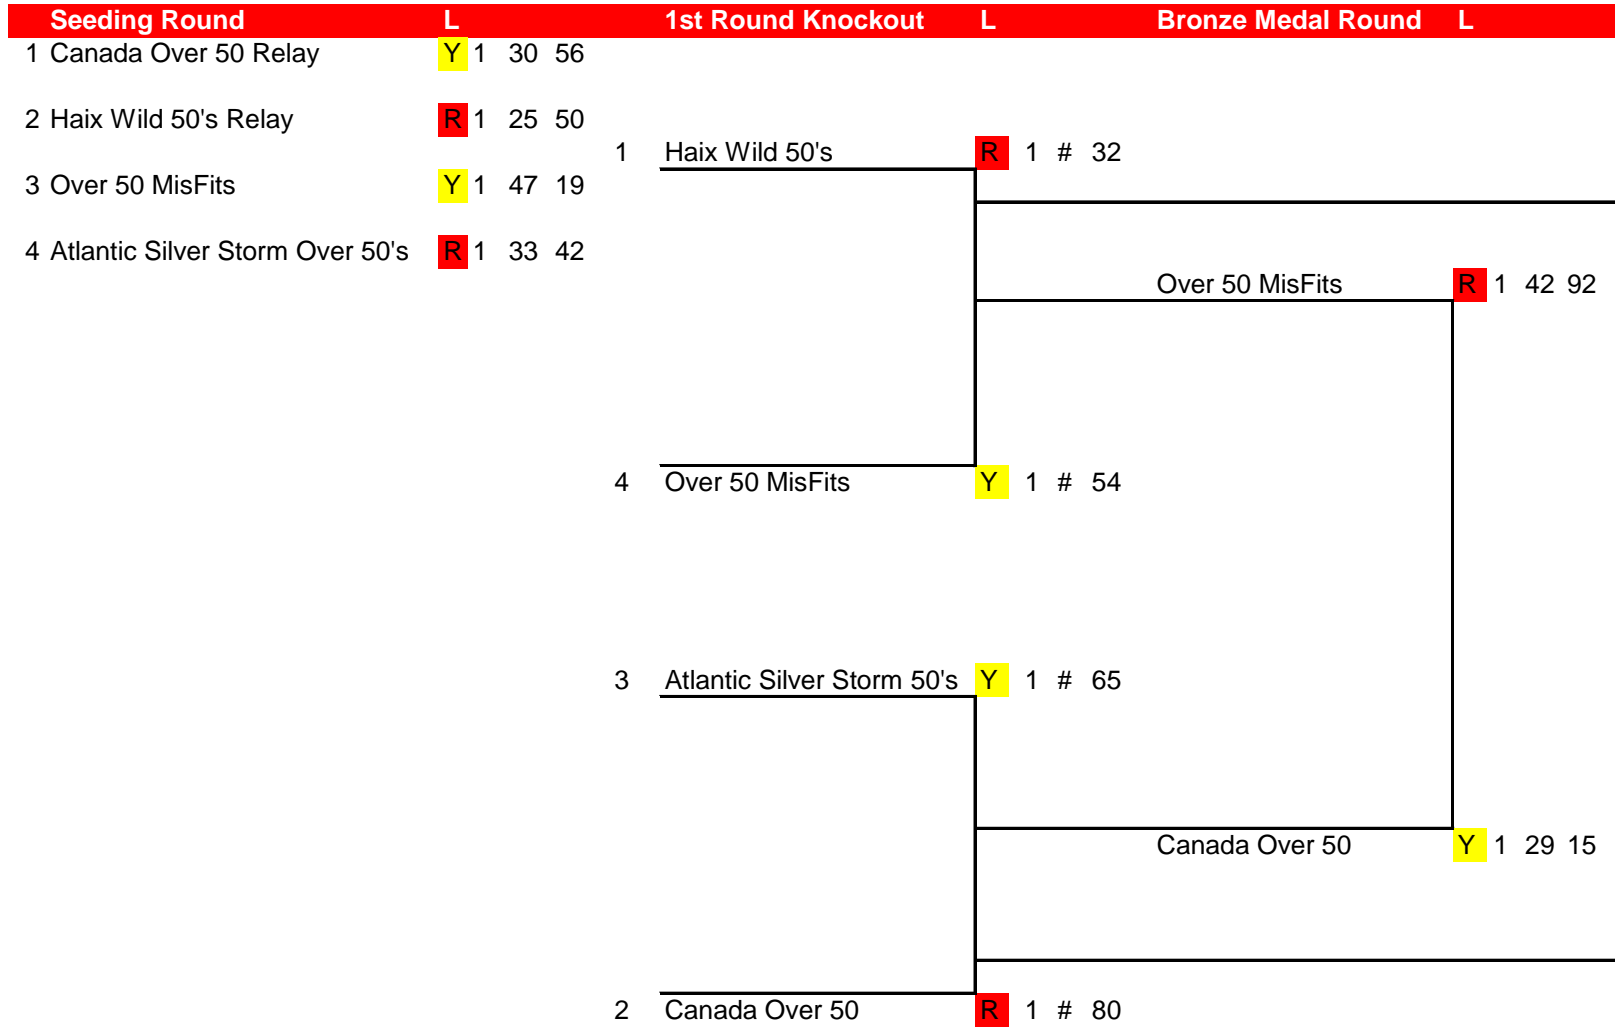 Seeding Round L 1st Round Knockout L Bronze Medal Round L
1 Canada Over 50 Relay Y 1 30 56
2 Haix Wild 50's Relay R 1 25 50
1 Haix Wild 50's R 1 # 32
3 Over 50 MisFits Y 1 47 19
4 Atlantic Silver Storm Over 50's R 1 33 42
Over 50 MisFits R 1 42 92
4 Over 50 MisFits Y 1 # 54
3 Atlantic Silver Storm 50's Y 1 # 65
Canada Over 50 Y 1 29 15
2 Canada Over 50 R 1 # 80